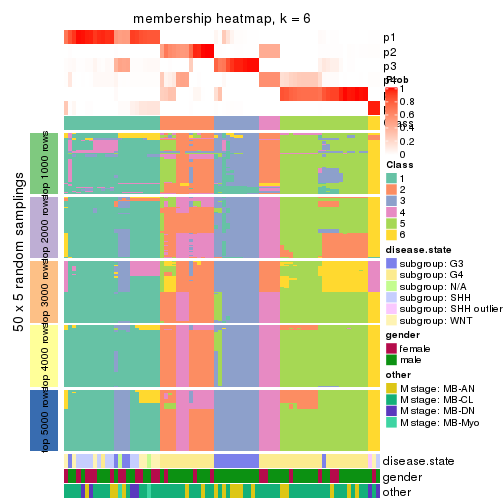 membership heatmap, k = 6
p1
p2
p3
Prob
1
0.8
0.6
0.4
0.2
0
Class
1
2
3
4
5
6
disease.state
subgroup: G3
subgroup: G4
subgroup: N/A
subgroup: SHH
subgroup: SHH outlier
subgroup: WNT
gender
female
male
other
M stage: MB-AN
M stage: MB-CL
M stage: MB-DN
M stage: MB-Myo
50 x 5 random samplings
top 1000 rows
top 2000 rows
top 3000 rows
top 4000 rows
top 5000 rows
disease.state
gender
other